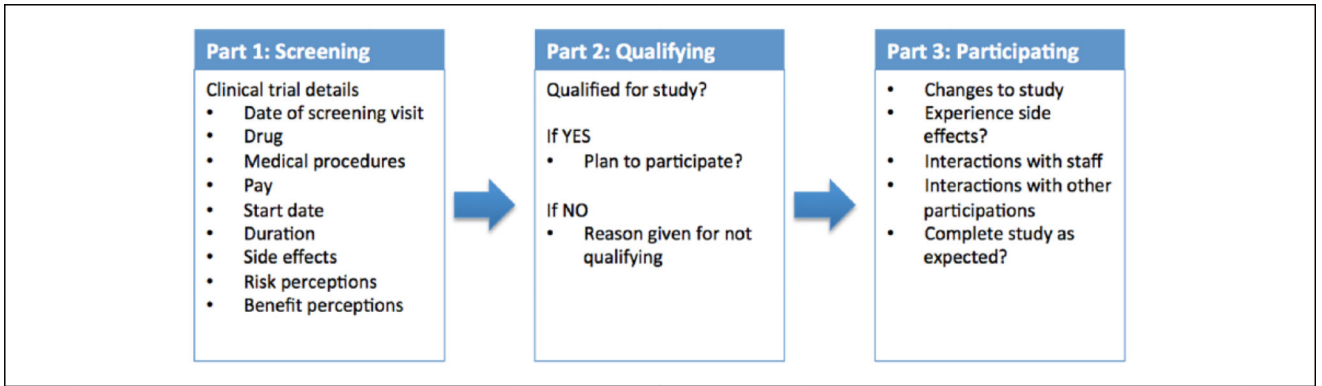 Part 1: Screening
Clinical trial details
• Date of screening visit
• Drug
• Medical procedures
• Pay
• Start date
• Duration
• Side effects
• Risk perceptions
• Benefit perceptions
Part 2: Qualifying
Qualified for study?
If YES
• Plan to participate?
If NO
• Reason given for not
qualifying
Part 3: Participating
• Changes to study
• Experience side
effects?
• Interactions with staff
• Interactions with other
participations
• Complete study as
expected?